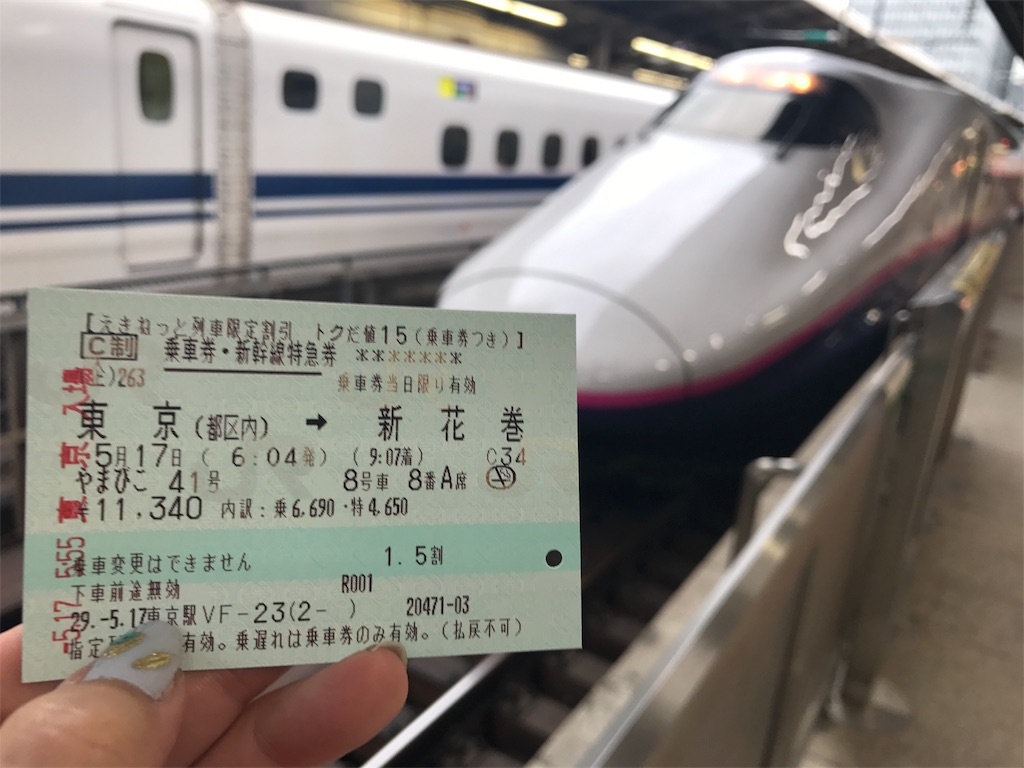 【えきねっと列車限定割引 トクだ値15(乗車券つき)】
C制 乗車券・新幹線特急券 ********
(土)263 乗車券当日限り有効
東 京(都区内) → 新 花 巻
5月17日 ( 6:04発) ( 9:07着) C34
やまびこ 41号 8号車 8番A席
¥11,340 内訳:乗6,690・特4,650
乗車変更はできません 1.5割
下車前途無効 R001
29.-5.17東京駅VF-23(2- ) 20471-03
指定 有効。乗遅れは乗車券のみ有効。(払戻不可)
-5.17 5:55 東京 入場